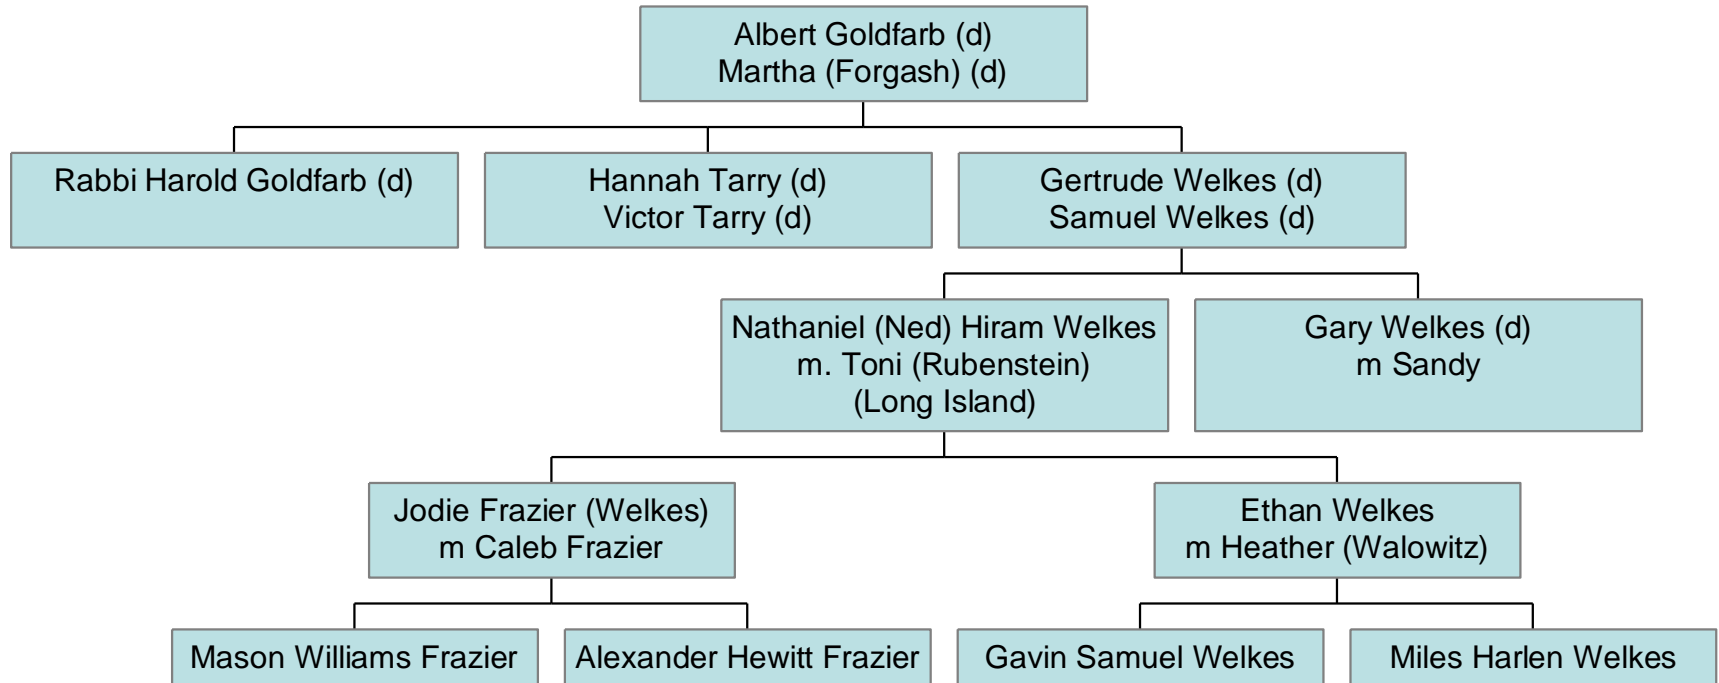 Albert Goldfarb (d)
Martha (Forgash) (d)
Rabbi Harold Goldfarb (d)
Hannah Tarry (d)
Victor Tarry (d)
Gertrude Welkes (d)
Samuel Welkes (d)
Nathaniel (Ned) Hiram Welkes
m. Toni (Rubenstein)
(Long Island)
Gary Welkes (d)
m Sandy
Jodie Frazier (Welkes)
m Caleb Frazier
Ethan Welkes
m Heather (Walowitz)
Mason Williams Frazier
Alexander Hewitt Frazier
Gavin Samuel Welkes
Miles Harlen Welkes